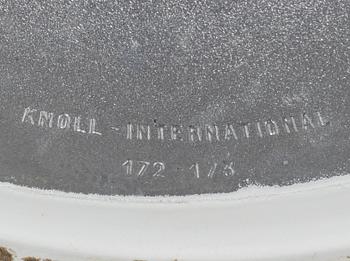 KNOLL - INTERNATIONAL
172 - 173